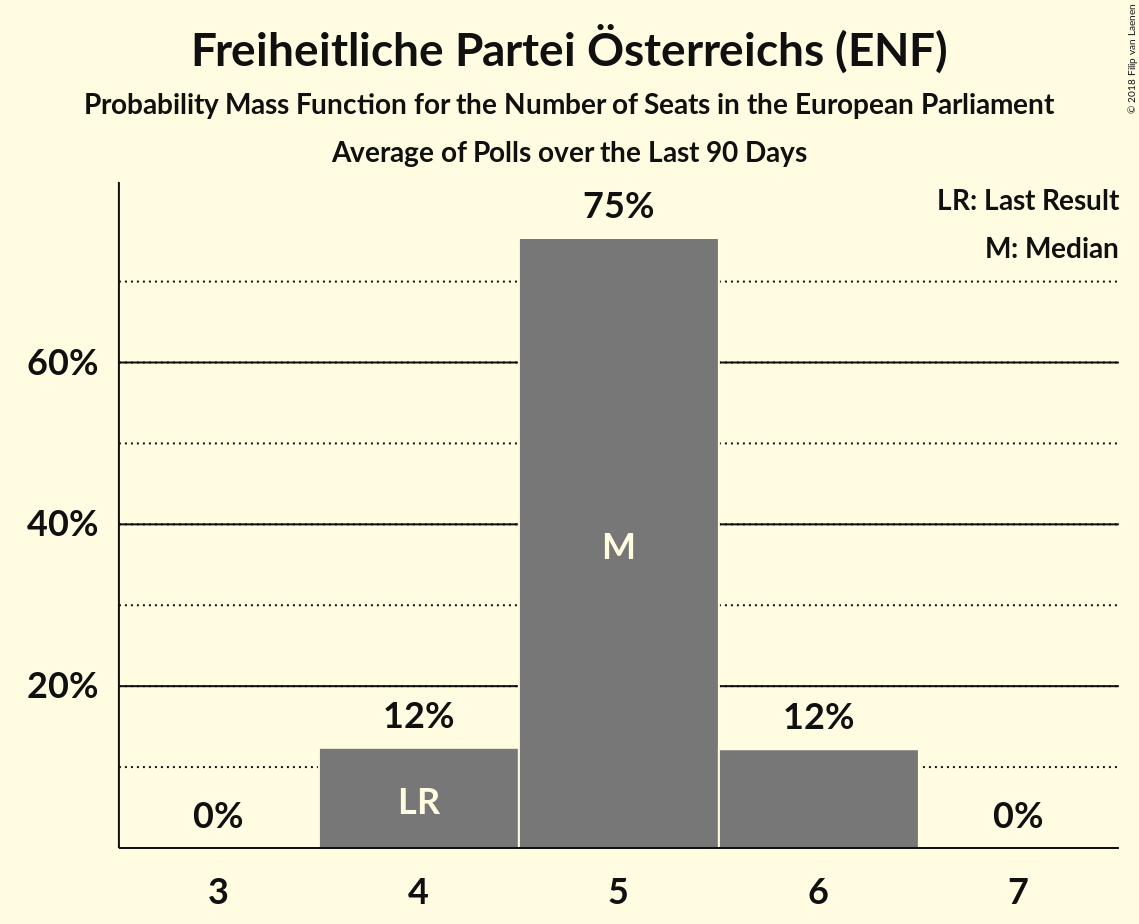 Freiheitliche Partei Österreichs (ENF)
Probability Mass Function for the Number of Seats in the European Parliament
Average of Polls over the Last 90 Days
© 2018 Filip van Laenen
LR: Last Result
M: Median
75%
60%
40%
M
20%
12%
12%
LR
0%
0%
3 4 5 6 7